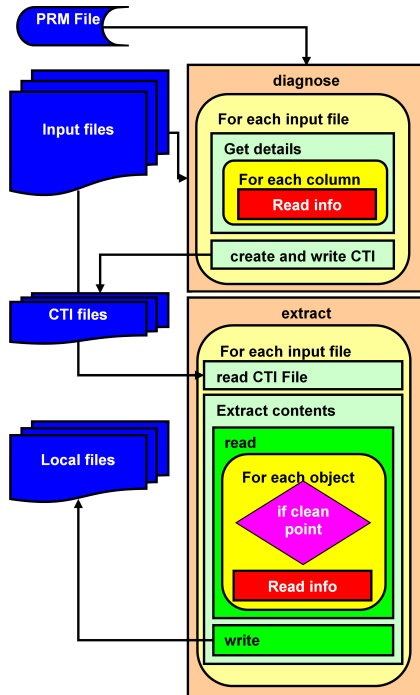 PRM File
diagnose
Input files
For each input file
Get details
For each column
Read info
create and write CTI
CTI files
extract
For each input file
read CTI File
Extract contents
Local files
read
For each object
if clean
point
Read info
write